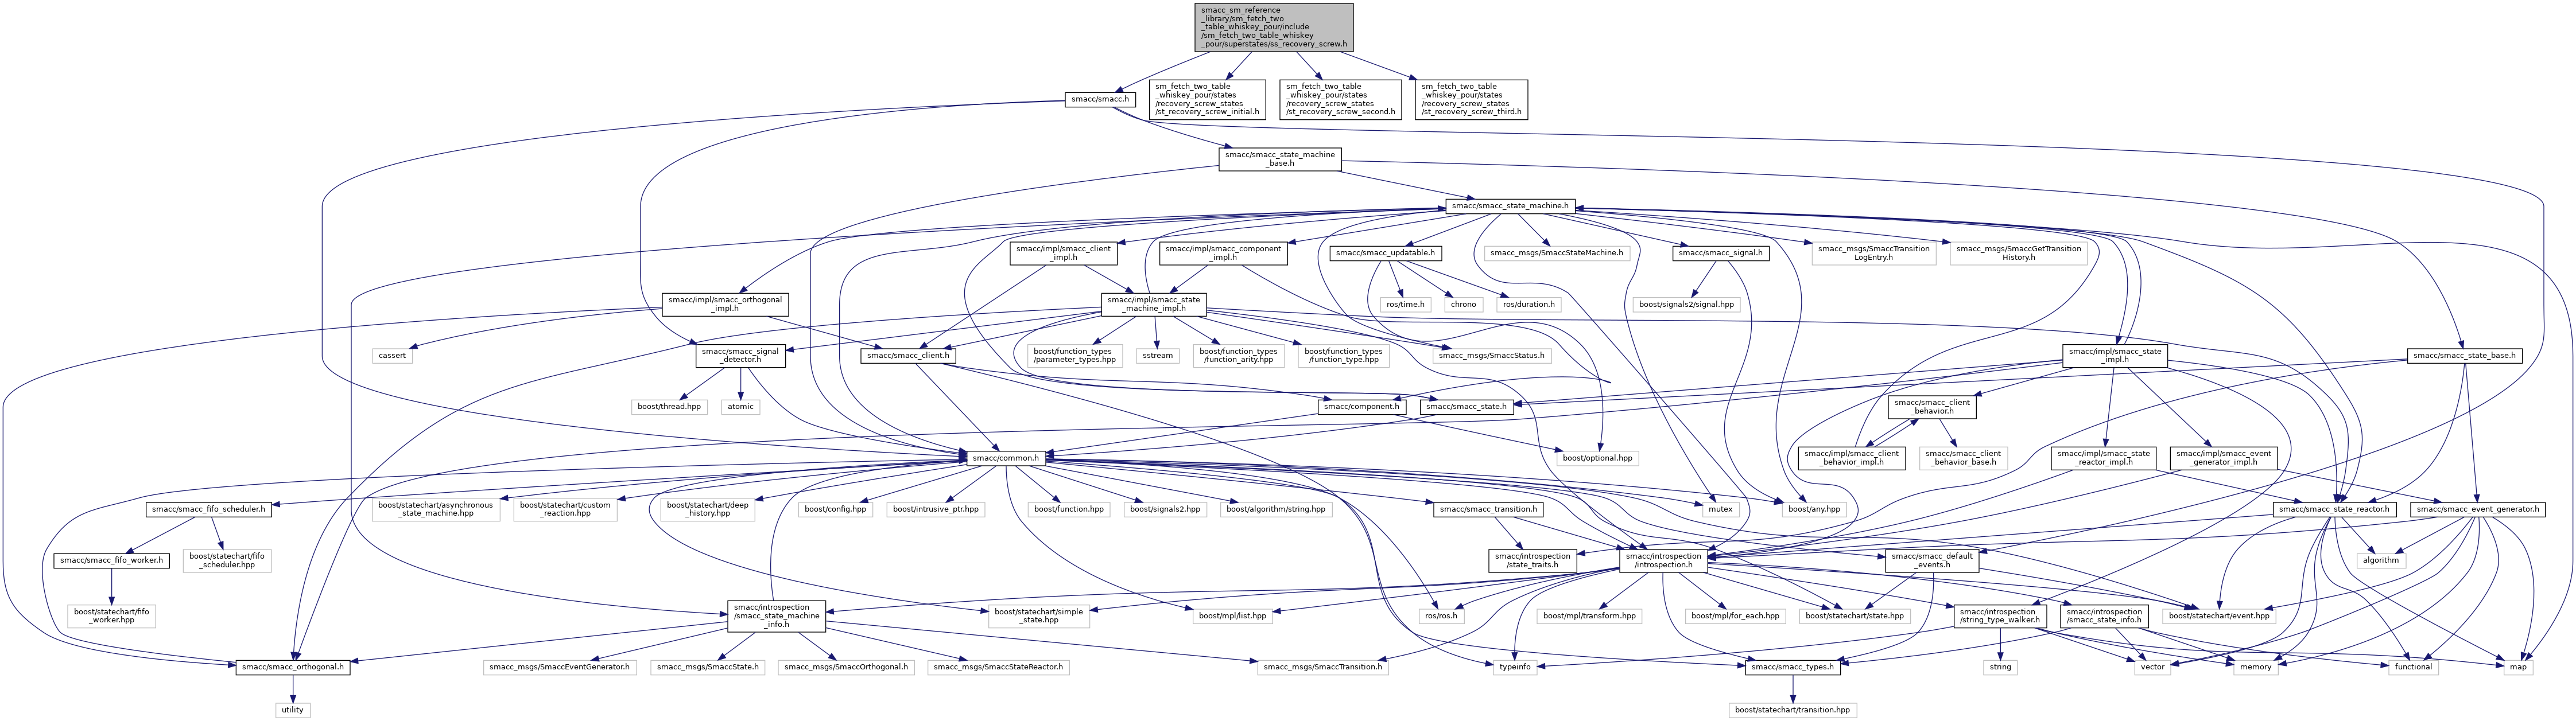 smacc_sm_reference
_library/sm_fetch_two
_table_whiskey_pour/include
/sm_fetch_two_table_whiskey
_pour/superstates/ss_recovery_screw.h
smacc/smacc.h
sm_fetch_two_table
_whiskey_pour/states
/recovery_screw_states
/st_recovery_screw_initial.h
sm_fetch_two_table
_whiskey_pour/states
/recovery_screw_states
/st_recovery_screw_second.h
sm_fetch_two_table
_whiskey_pour/states
/recovery_screw_states
/st_recovery_screw_third.h
smacc/smacc_state_machine
_base.h
smacc/smacc_state_machine.h
smacc/impl/smacc_client
_impl.h
smacc/impl/smacc_component
_impl.h
smacc/smacc_updatable.h
smacc_msgs/SmaccStateMachine.h
smacc/smacc_signal.h
smacc_msgs/SmaccTransition
LogEntry.h
smacc_msgs/SmaccGetTransition
History.h
smacc/impl/smacc_orthogonal
_impl.h
smacc/impl/smacc_state
_machine_impl.h
ros/time.h
chrono
ros/duration.h
boost/signals2/signal.hpp
cassert
smacc/smacc_signal
_detector.h
smacc/smacc_client.h
boost/function_types
/parameter_types.hpp
sstream
boost/function_types
/function_arity.hpp
boost/function_types
/function_type.hpp
smacc_msgs/SmaccStatus.h
smacc/impl/smacc_state
_impl.h
smacc/smacc_state_base.h
boost/thread.hpp
atomic
smacc/component.h
smacc/smacc_state.h
smacc/smacc_client
_behavior.h
smacc/common.h
boost/optional.hpp
smacc/impl/smacc_client
_behavior_impl.h
smacc/smacc_client
_behavior_base.h
smacc/impl/smacc_state
_reactor_impl.h
smacc/impl/smacc_event
_generator_impl.h
smacc/smacc_fifo_scheduler.h
boost/statechart/asynchronous
_state_machine.hpp
boost/statechart/custom
_reaction.hpp
boost/statechart/deep
_history.hpp
boost/config.hpp
boost/intrusive_ptr.hpp
boost/function.hpp
boost/signals2.hpp
boost/algorithm/string.hpp
smacc/smacc_transition.h
mutex
boost/any.hpp
smacc/smacc_state_reactor.h
smacc/smacc_event_generator.h
smacc/smacc_fifo_worker.h
boost/statechart/fifo
_scheduler.hpp
smacc/introspection
/state_traits.h
smacc/introspection
/introspection.h
smacc/smacc_default
_events.h
algorithm
boost/statechart/fifo
_worker.hpp
smacc/introspection
/smacc_state_machine
_info.h
boost/statechart/simple
_state.hpp
boost/mpl/list.hpp
ros/ros.h
boost/mpl/transform.hpp
boost/mpl/for_each.hpp
boost/statechart/state.hpp
smacc/introspection
/string_type_walker.h
smacc/introspection
/smacc_state_info.h
boost/statechart/event.hpp
smacc/smacc_orthogonal.h
smacc_msgs/SmaccEventGenerator.h
smacc_msgs/SmaccState.h
smacc_msgs/SmaccOrthogonal.h
smacc_msgs/SmaccStateReactor.h
smacc_msgs/SmaccTransition.h
typeinfo
smacc/smacc_types.h
string
vector
memory
functional
map
utility
boost/statechart/transition.hpp